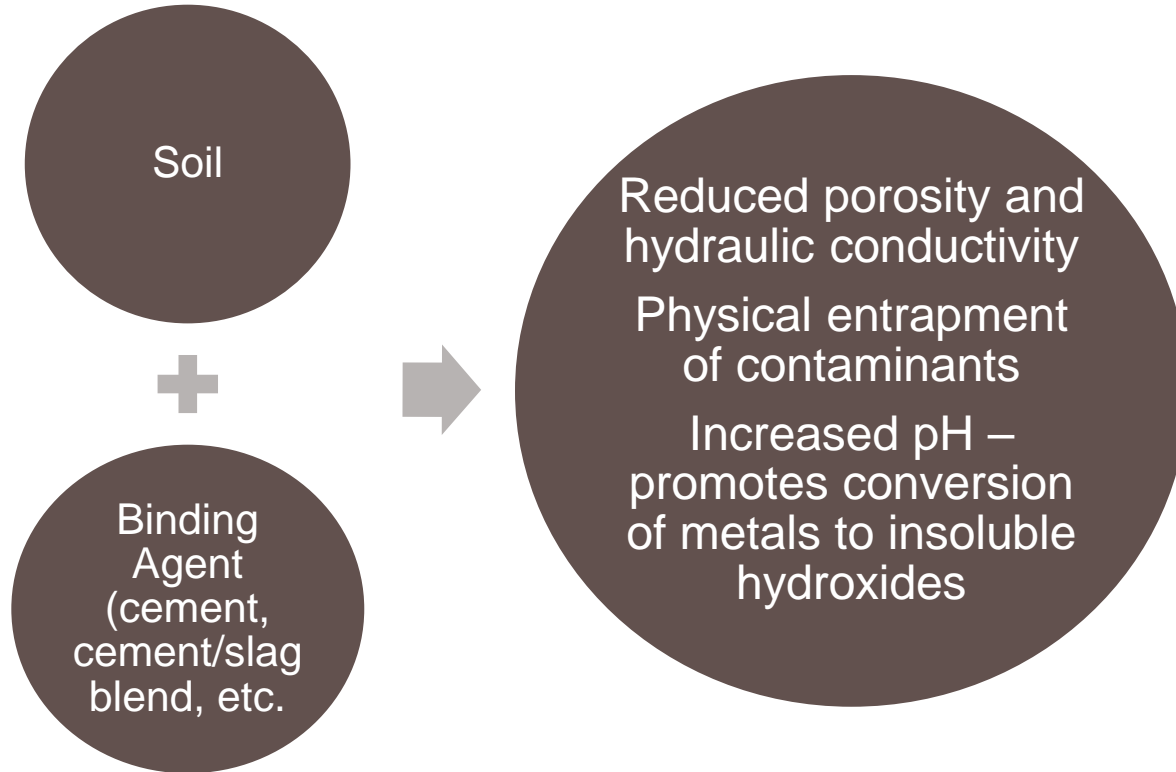 Soil
Binding
Agent
(cement,
cement/slag
blend, etc.
Reduced porosity and
hydraulic conductivity
Physical entrapment
of contaminants
Increased pH –
promotes conversion
of metals to insoluble
hydroxides